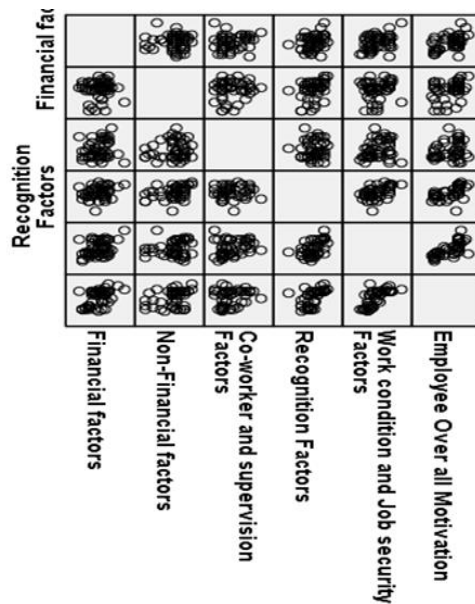 Financial fac
Recognition
Factors
Financial factors
Non-Financial factors
Co-worker and supervision
Factors
Recognition Factors
Work condition and Job security
Factors
Employee Over all Motivation